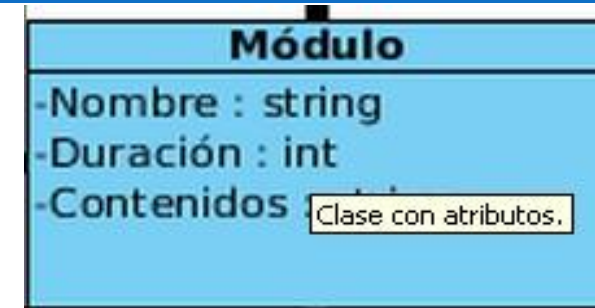 Módulo
-Nombre : string
-Duración : int
-Contenidos :
Clase con atributos.